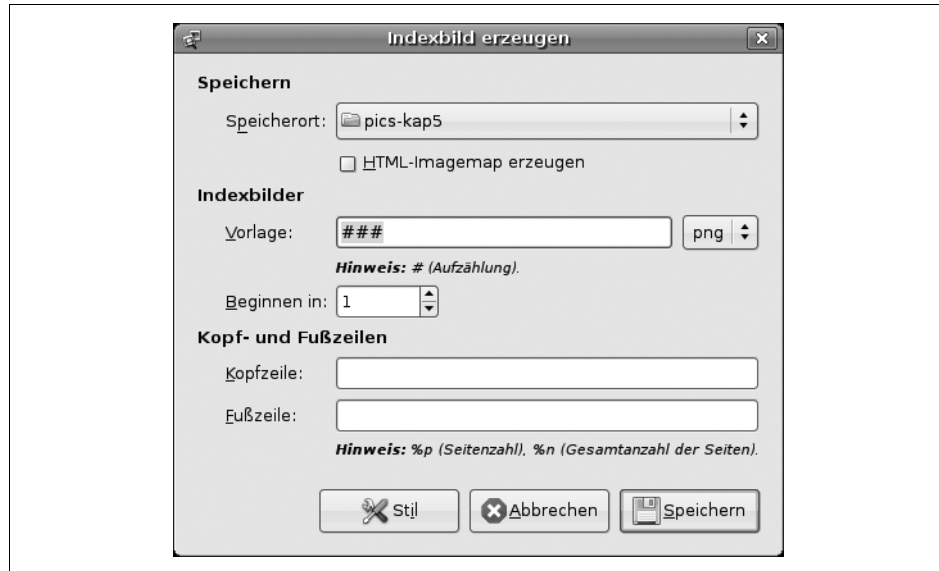 Indexbild erzeugen
Speichern
Speicherort: pics-kap5
HTML-Imagemap erzeugen
Indexbilder
Vorlage: ### png
Hinweis: # (Aufzählung).
Beginnen in: 1
Kopf- und Fußzeilen
Kopfzeile:
Fußzeile:
Hinweis: %p (Seitenzahl), %n (Gesamtanzahl der Seiten).
Stil Abbrechen Speichern